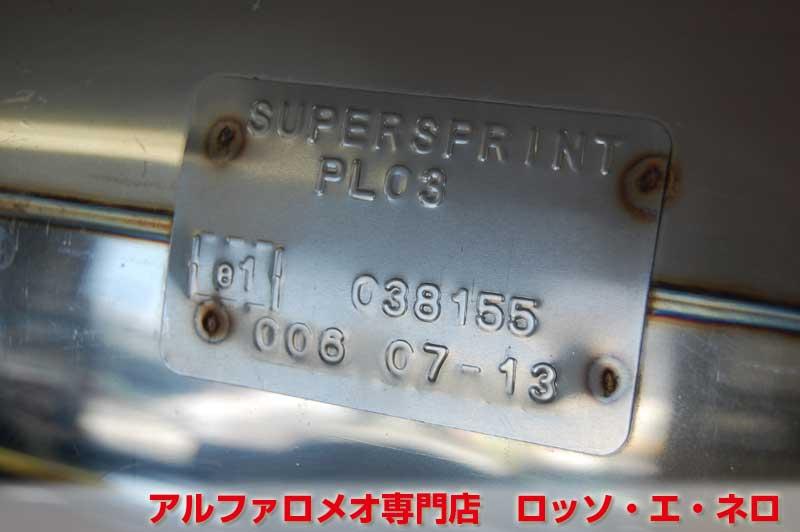 SUPERSPRINT
PL03
e1 038155
006 07-13
アルファロメオ専門店　ロッソ・エ・ネロ